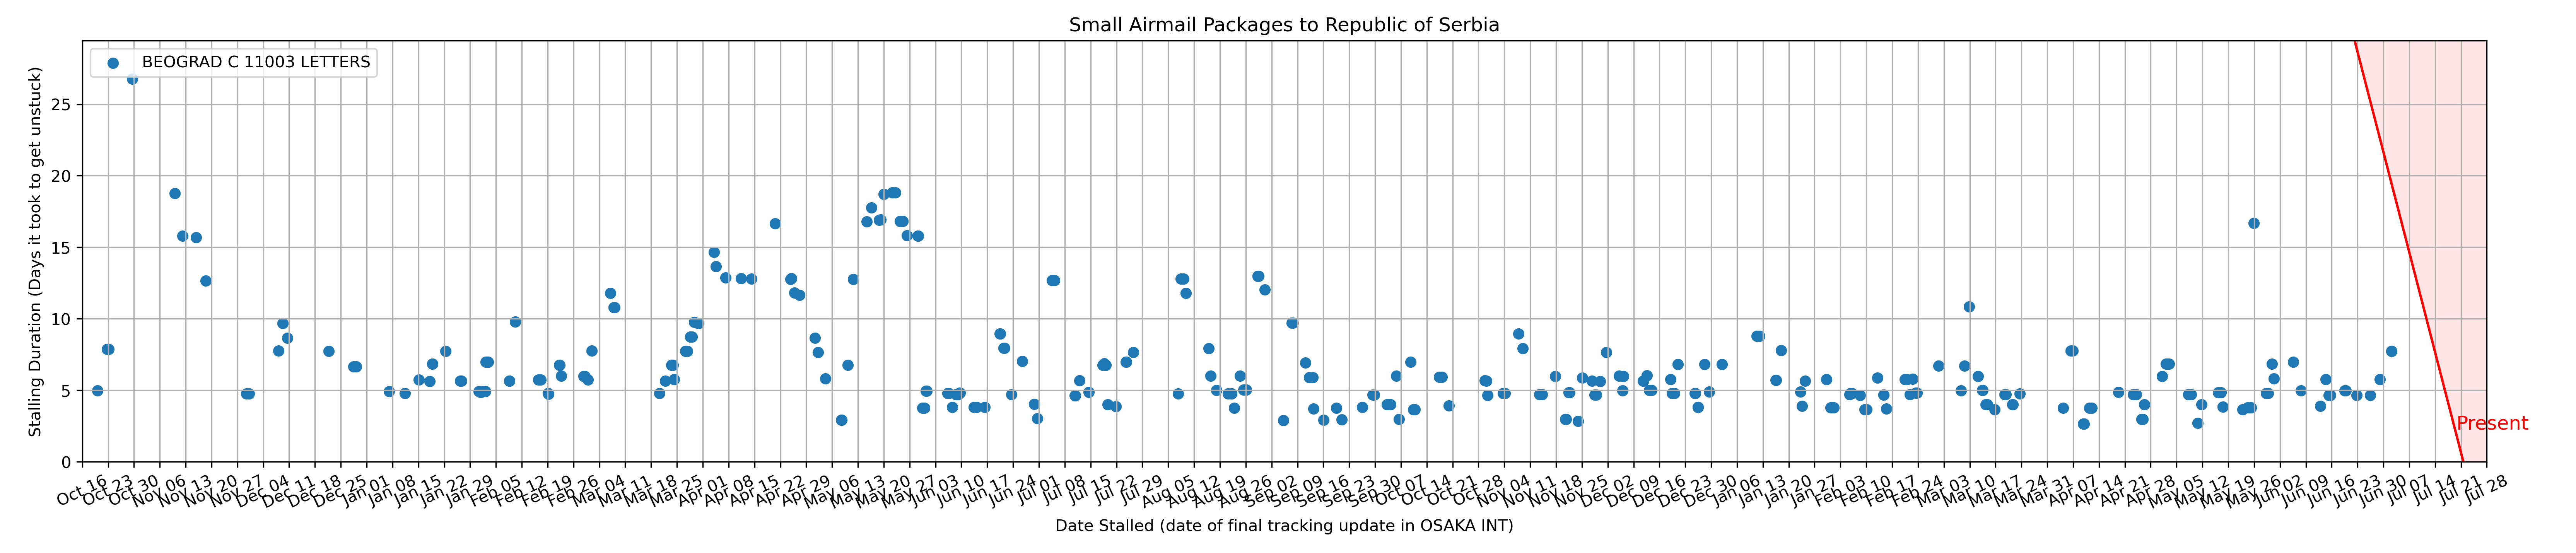 Small Airmail Packages to Republic of Serbia
BEOGRAD C 11003 LETTERS
Stalling Duration (Days it took to get unstuck)
25
20
15
10
5
0
Present
Oct 16
Oct 23
Oct 30
Nov 06
Nov 13
Nov 20
Nov 27
Dec 04
Dec 11
Dec 18
Dec 25
Jan 01
Jan 08
Jan 15
Jan 22
Jan 29
Feb 05
Feb 12
Feb 19
Feb 26
Mar 04
Mar 11
Mar 18
Mar 25
Apr 01
Apr 08
Apr 15
Apr 22
Apr 29
May 06
May 13
May 20
May 27
Jun 03
Jun 10
Jun 17
Jun 24
Jul 01
Jul 08
Jul 15
Jul 22
Jul 29
Aug 05
Aug 12
Aug 19
Aug 26
Sep 02
Sep 09
Sep 16
Sep 23
Sep 30
Oct 07
Oct 14
Oct 21
Oct 28
Nov 04
Nov 11
Nov 18
Nov 25
Dec 02
Dec 09
Dec 16
Dec 23
Dec 30
Jan 06
Jan 13
Jan 20
Jan 27
Feb 03
Feb 10
Feb 17
Feb 24
Mar 03
Mar 10
Mar 17
Mar 24
Mar 31
Apr 07
Apr 14
Apr 21
Apr 28
May 05
May 12
May 19
May 26
Jun 02
Jun 09
Jun 16
Jun 23
Jun 30
Jul 07
Jul 14
Jul 21
Jul 28
Date Stalled (date of final tracking update in OSAKA INT)